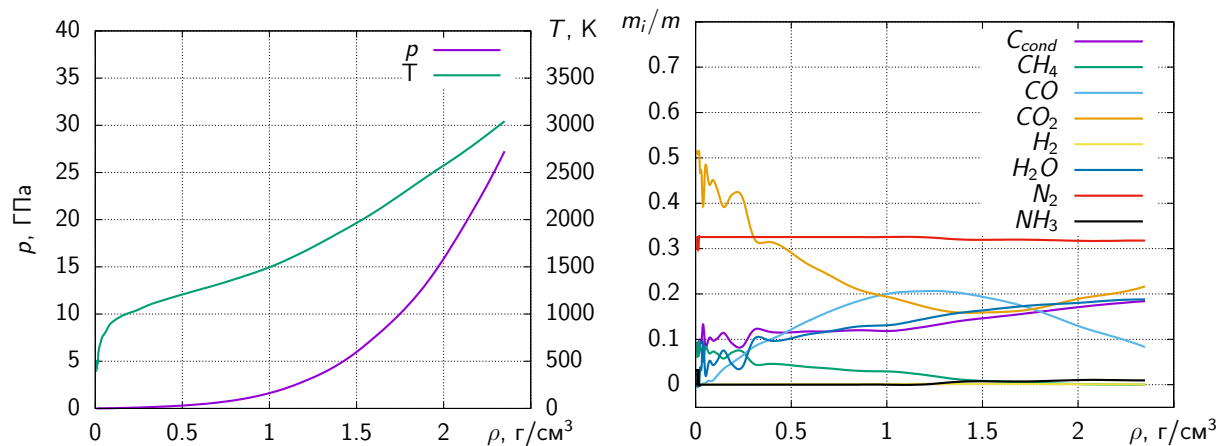 40
35
30
25
20
15
10
5
0
p, ГПа
T, K
3500
3000
2500
2000
1500
1000
500
0
p
T
0 0.5 1 1.5 2 ρ, г/см³
m_i/m
0.7
0.6
0.5
0.4
0.3
0.2
0.1
0
C_cond
CH₄
CO
CO₂
H₂
H₂O
N₂
NH₃
0 0.5 1 1.5 2 ρ, г/см³